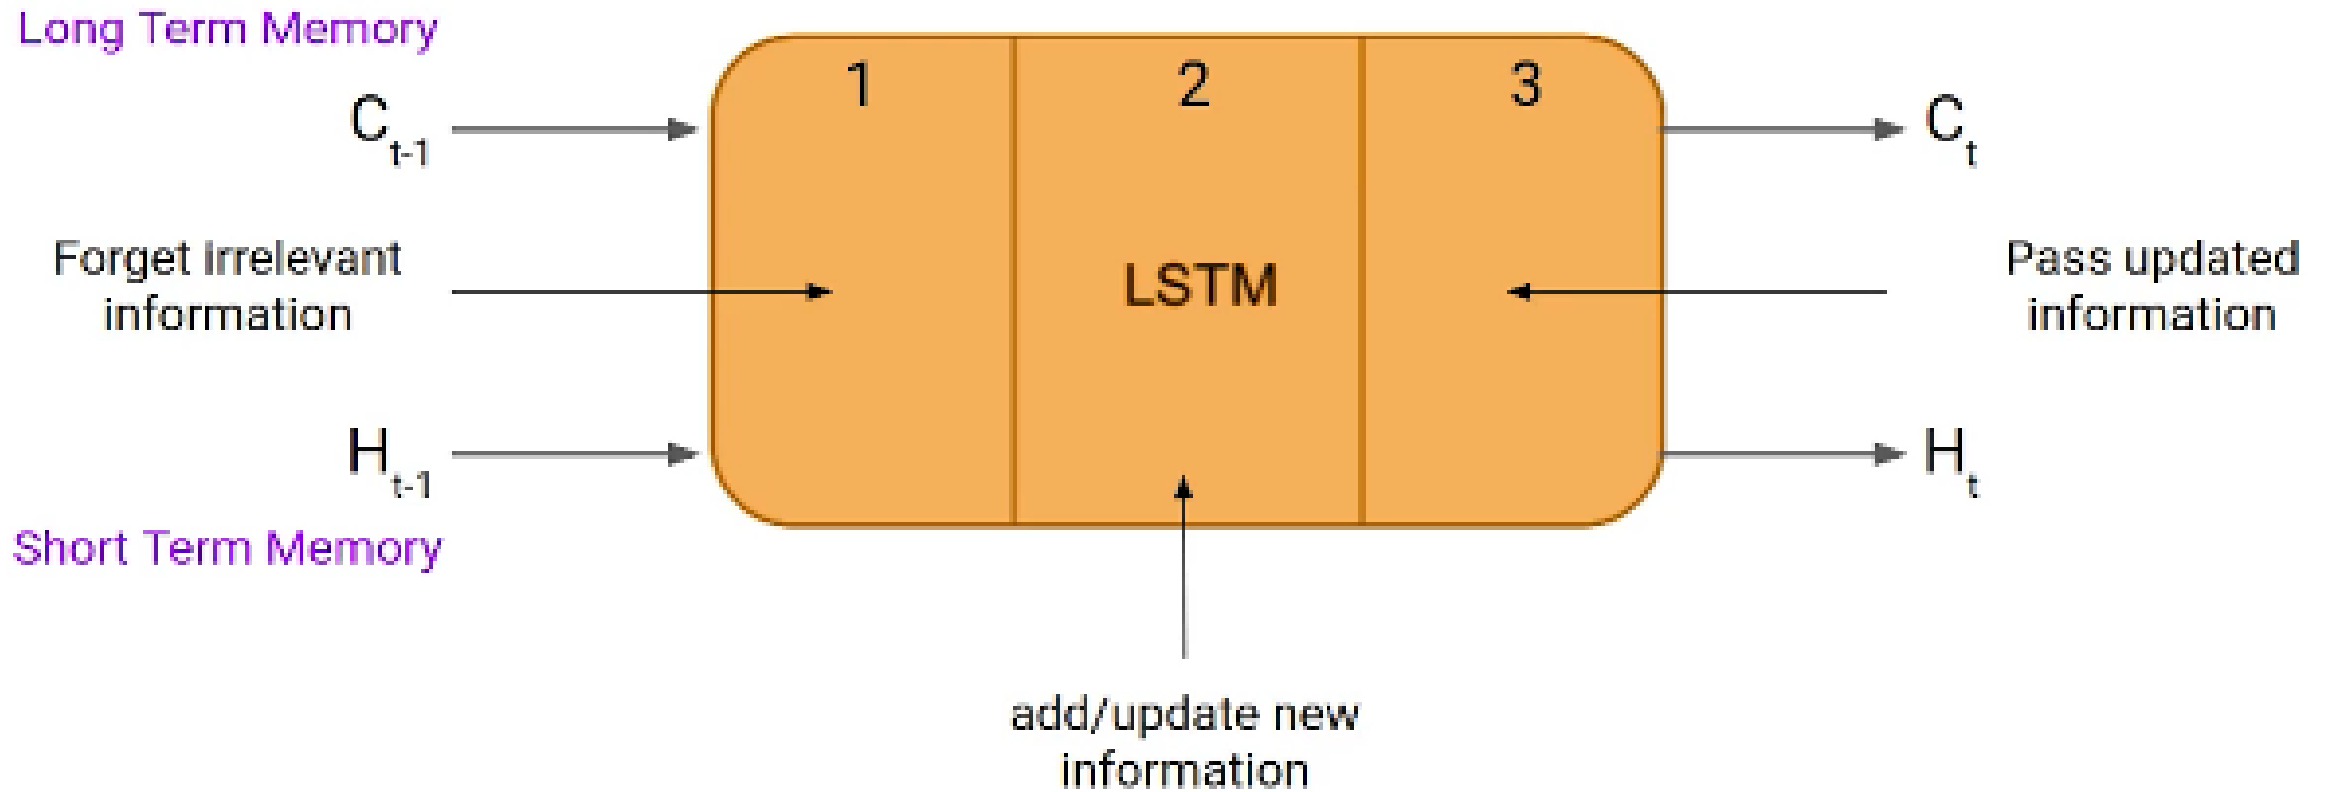 Long Term Memory
1
2
3
C t-1
C t
Forget irrelevant
information
LSTM
Pass updated
information
H t-1
H t
Short Term Memory
add/update new
information